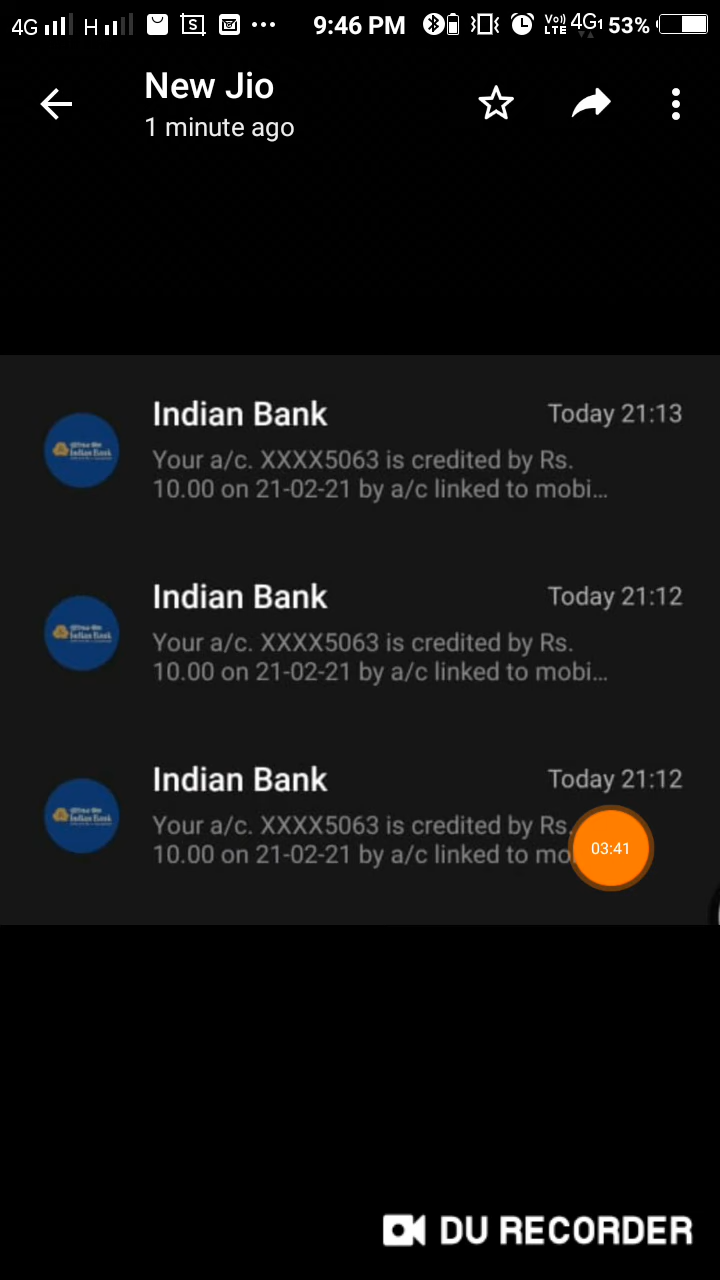 4G H S 9:46 PM Vo)) LTE 4G1 53%
New Jio
1 minute ago
Indian Bank Today 21:13
Your a/c. XXXX5063 is credited by Rs.
10.00 on 21-02-21 by a/c linked to mobi...
Indian Bank Today 21:12
Your a/c. XXXX5063 is credited by Rs.
10.00 on 21-02-21 by a/c linked to mobi...
Indian Bank Today 21:12
Your a/c. XXXX5063 is credited by Rs.
10.00 on 21-02-21 by a/c linked to mo
03:41
DU RECORDER